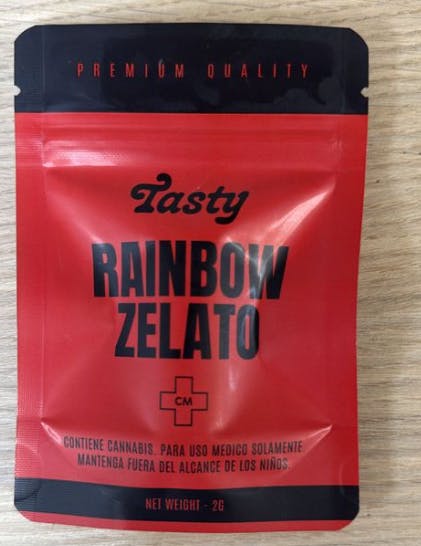 PREMIUM QUALITY
Tasty
RAINBOW
ZELATO
CM
CONTIENE CANNABIS. PARA USO MEDICO SOLAMENTE.
MANTENGA FUERA DEL ALCANCE DE LOS NIÑOS.
NET WEIGHT - 2G